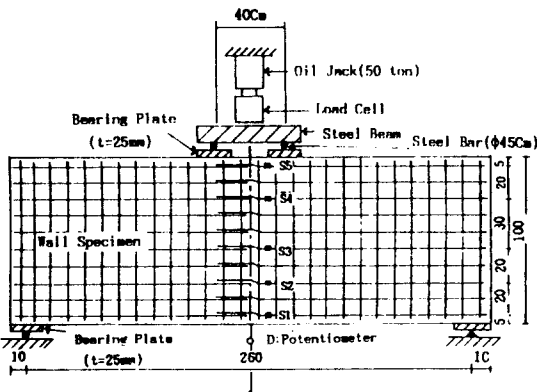 40Cm
Oil Jack(50 ton)
Load Cell
Bearing Plate
(t=25mm)
Steel Beam
Steel Bar(φ45Cm)
S5
S4
S3
S2
S1
Wall Specimen
5
20
30
20
20
5
100
Bearing Plate
(t=25mm)
D:Potentiometer
10
260
10